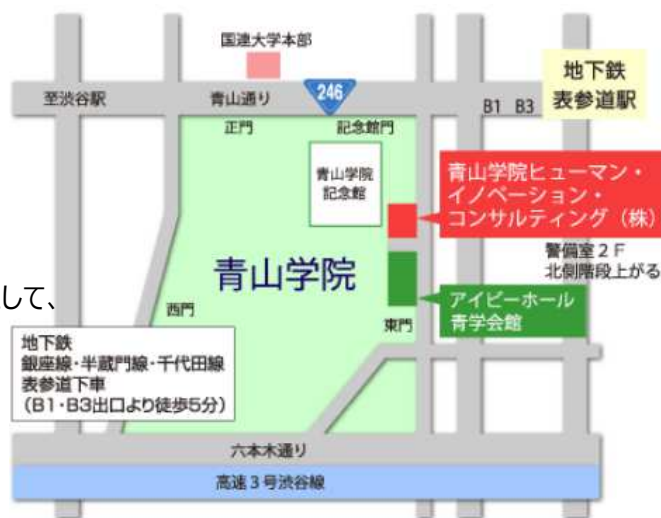 国連大学本部
至渋谷駅
青山通り
246
B1 B3
地下鉄
表参道駅
正門
記念館門
青山学院
記念館
青山学院ヒューマン・
イノベーション・
コンサルティング（株）
警備室２Ｆ
北側階段上がる
青山学院
して、
西門
東門
アイビーホール
青学会館
地下鉄
銀座線・半蔵門線・千代田線
表参道下車
（B1・B3出口より徒歩5分）
六本木通り
高速３号渋谷線